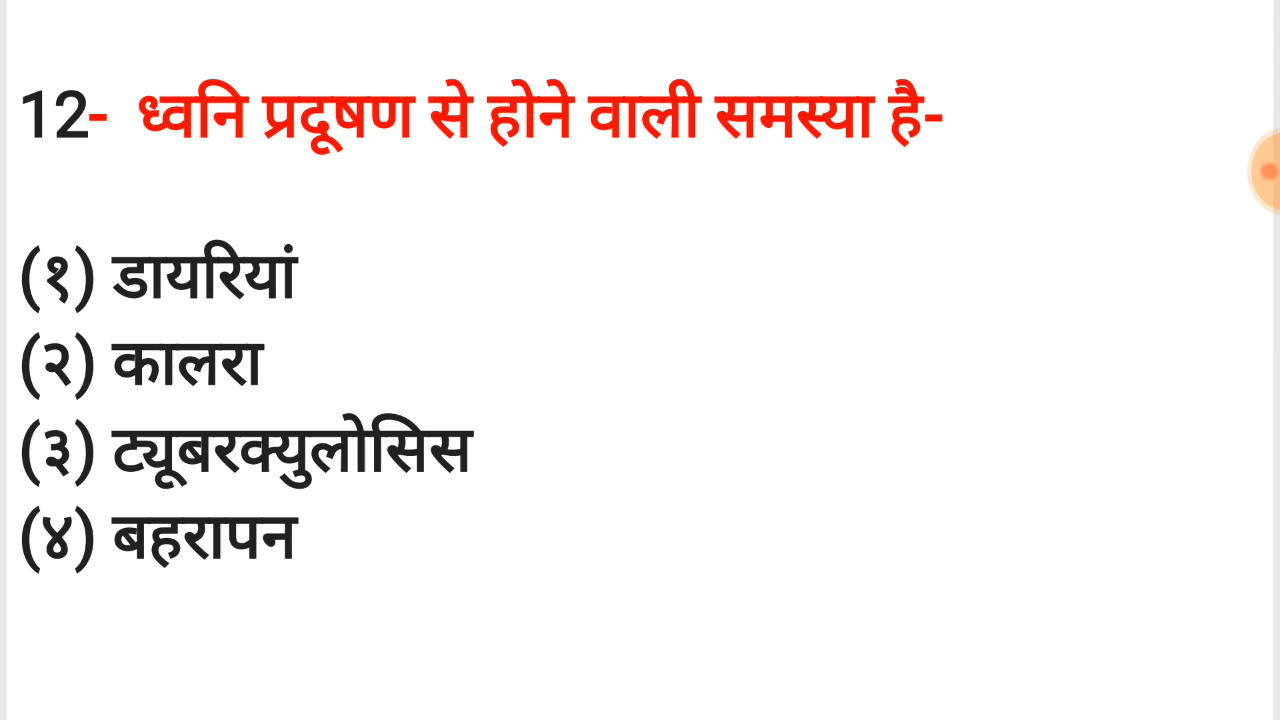 12- ध्वनि प्रदूषण से होने वाली समस्या है-
(१) डायरियां
(२) कालरा
(३) ट्यूबरक्युलोसिस
(४) बहरापन